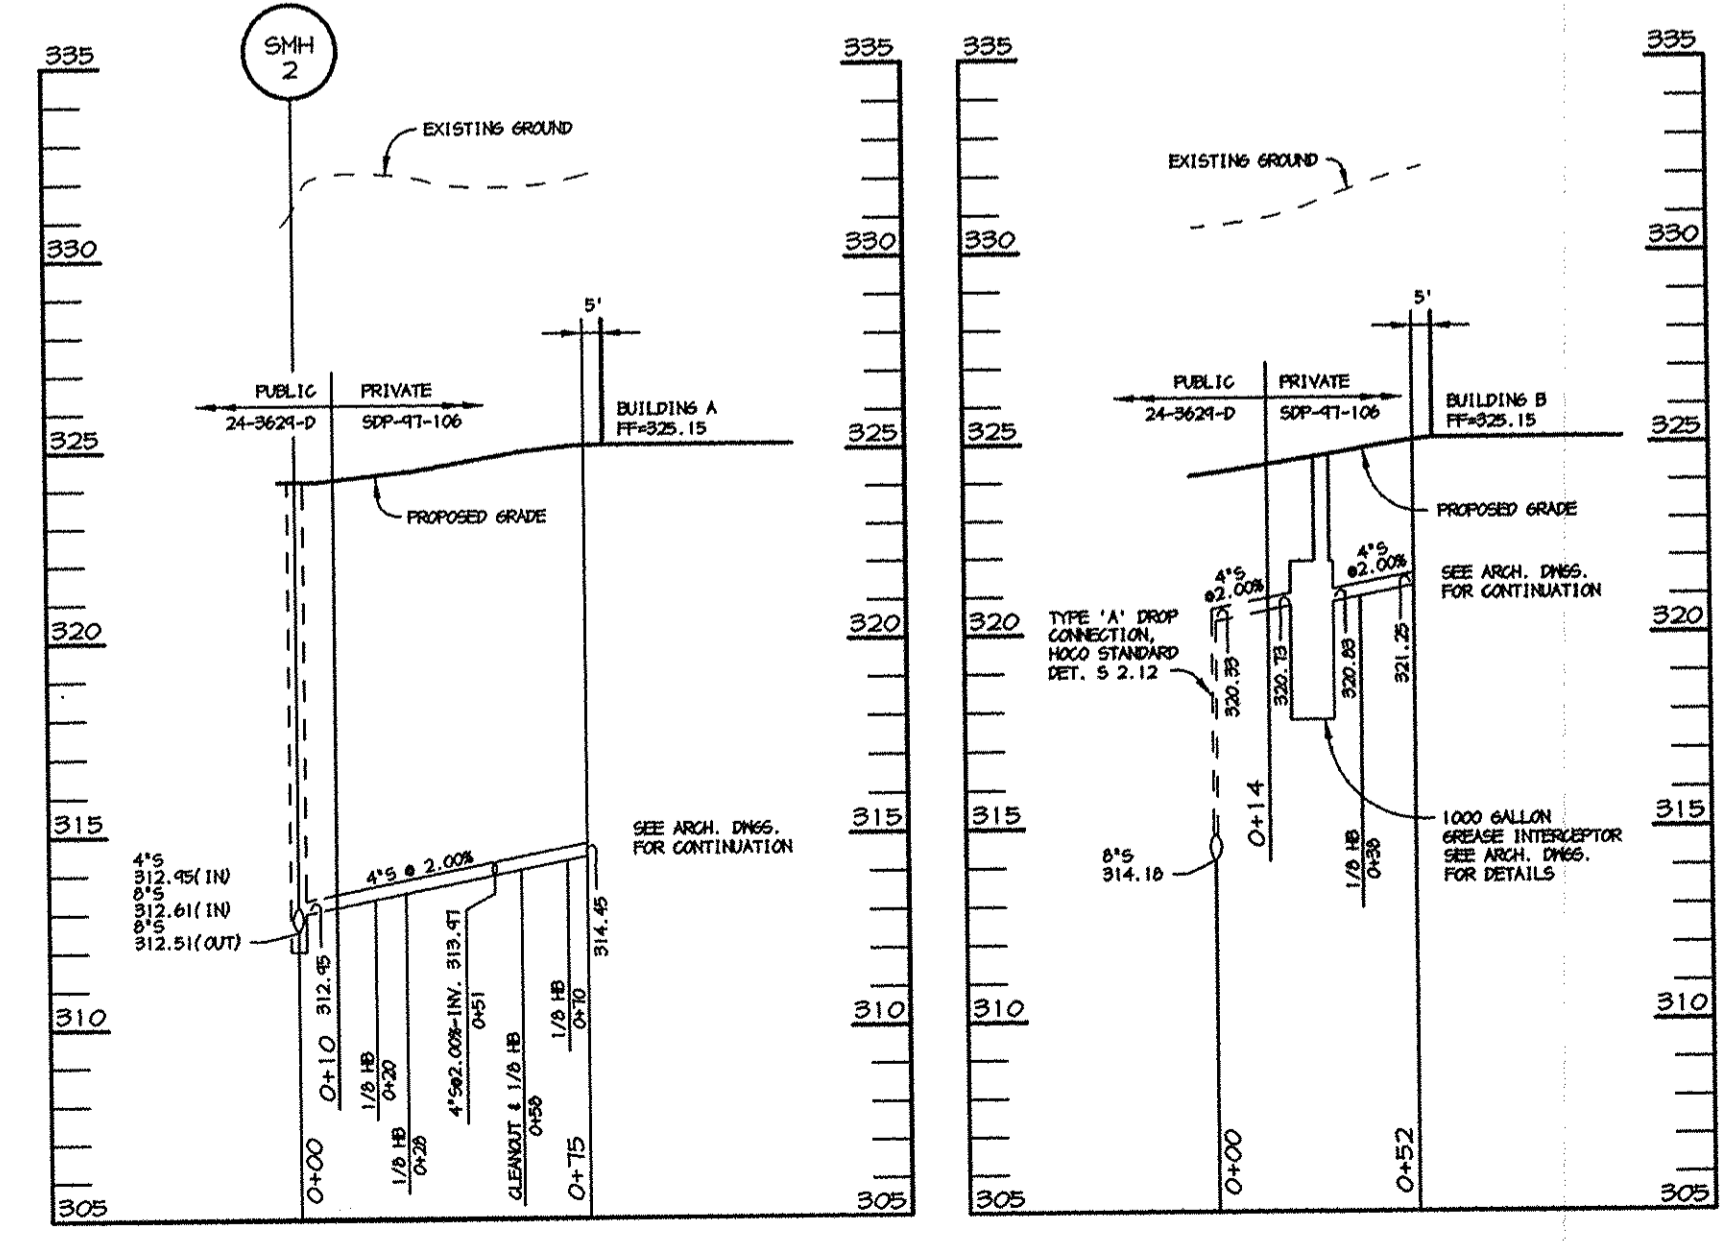 SMH
2
335
330
325
320
315
310
305
EXISTING GROUND
5'
PUBLIC
24-3629-D
PRIVATE
SDP-97-106
BUILDING A
FF=325.15
PROPOSED GRADE
4"S @ 2.00%
SEE ARCH. DWGS.
FOR CONTINUATION
4"S
312.95(IN)
8"S
312.61(IN)
8"S
312.51(OUT)
312.95
0+10
1/8 HB
0+20
1/8 HB
0+28
4"S@2.00%-INV. 313.97
0+51
CLEANOUT & 1/8 HB
0+58
1/8 HB
0+70
314.45
0+00
0+75
335
330
325
320
315
310
305
335
330
325
320
315
310
305
EXISTING GROUND
5'
PUBLIC
24-3629-D
PRIVATE
SDP-97-106
BUILDING B
FF=325.15
PROPOSED GRADE
4"S
@2.00%
4"S
@2.00%
SEE ARCH. DWGS.
FOR CONTINUATION
TYPE 'A' DROP
CONNECTION,
HOCO STANDARD
DET. S 2.12
320.33
320.73
320.83
321.25
0+14
1/8 HB
0+38
1000 GALLON
GREASE INTERCEPTOR
SEE ARCH. DWGS.
FOR DETAILS
8"S
314.18
0+00
0+52
335
330
325
320
315
310
305